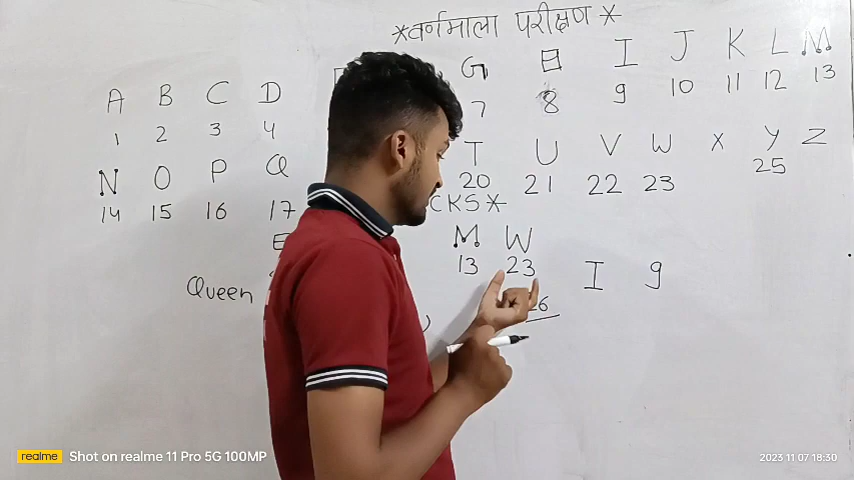 *वर्णमाला परीक्षण*
G H I J K L M
A B C D
7 8 9 10 11 12 13
1 2 3 4
T U V W X Y Z
N O P Q
20 21 22 23 25
14 15 16 17
CKS*
M W
E
13 23 I 9
Queen
26
realme Shot on realme 11 Pro 5G 100MP
2023 11 07 18:30